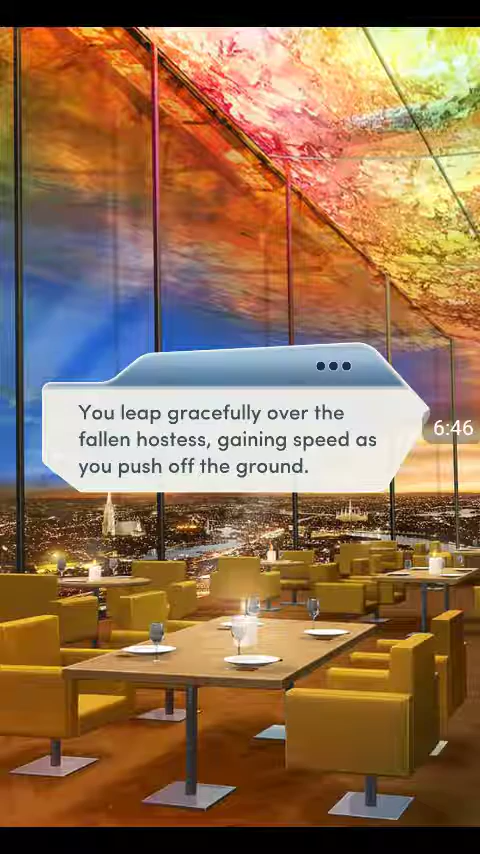 You leap gracefully over the
fallen hostess, gaining speed as
you push off the ground.
6:46